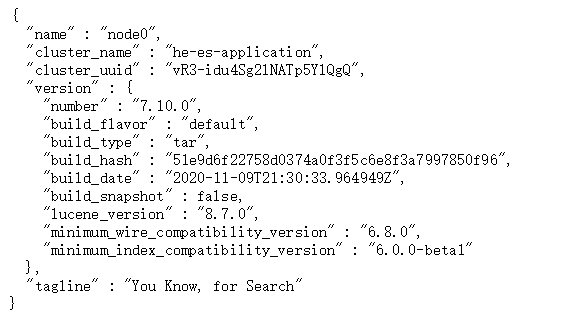 {
  "name" : "node0",
  "cluster_name" : "he-es-application",
  "cluster_uuid" : "vR3-idu4Sg21NATp5Y1QgQ",
  "version" : {
    "number" : "7.10.0",
    "build_flavor" : "default",
    "build_type" : "tar",
    "build_hash" : "51e9d6f22758d0374a0f3f5c6e8f3a7997850f96",
    "build_date" : "2020-11-09T21:30:33.964949Z",
    "build_snapshot" : false,
    "lucene_version" : "8.7.0",
    "minimum_wire_compatibility_version" : "6.8.0",
    "minimum_index_compatibility_version" : "6.0.0-beta1"
  },
  "tagline" : "You Know, for Search"
}